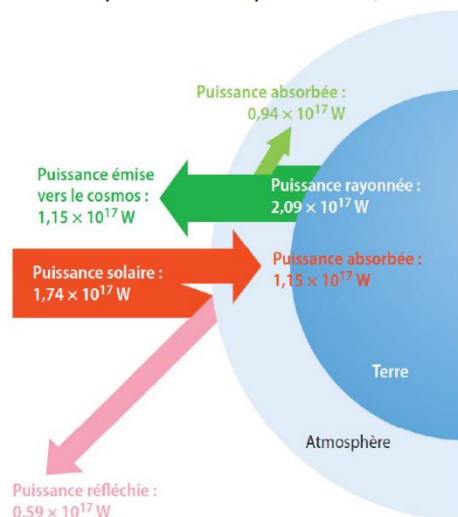 Puissance absorbée :
0,94 × 10¹⁷ W
Puissance émise
vers le cosmos :
1,15 × 10¹⁷ W
Puissance rayonnée :
2,09 × 10¹⁷ W
Puissance solaire :
1,74 × 10¹⁷ W
Puissance absorbée :
1,15 × 10¹⁷ W
Terre
Atmosphère
Puissance réfléchie :
0,59 × 10¹⁷ W